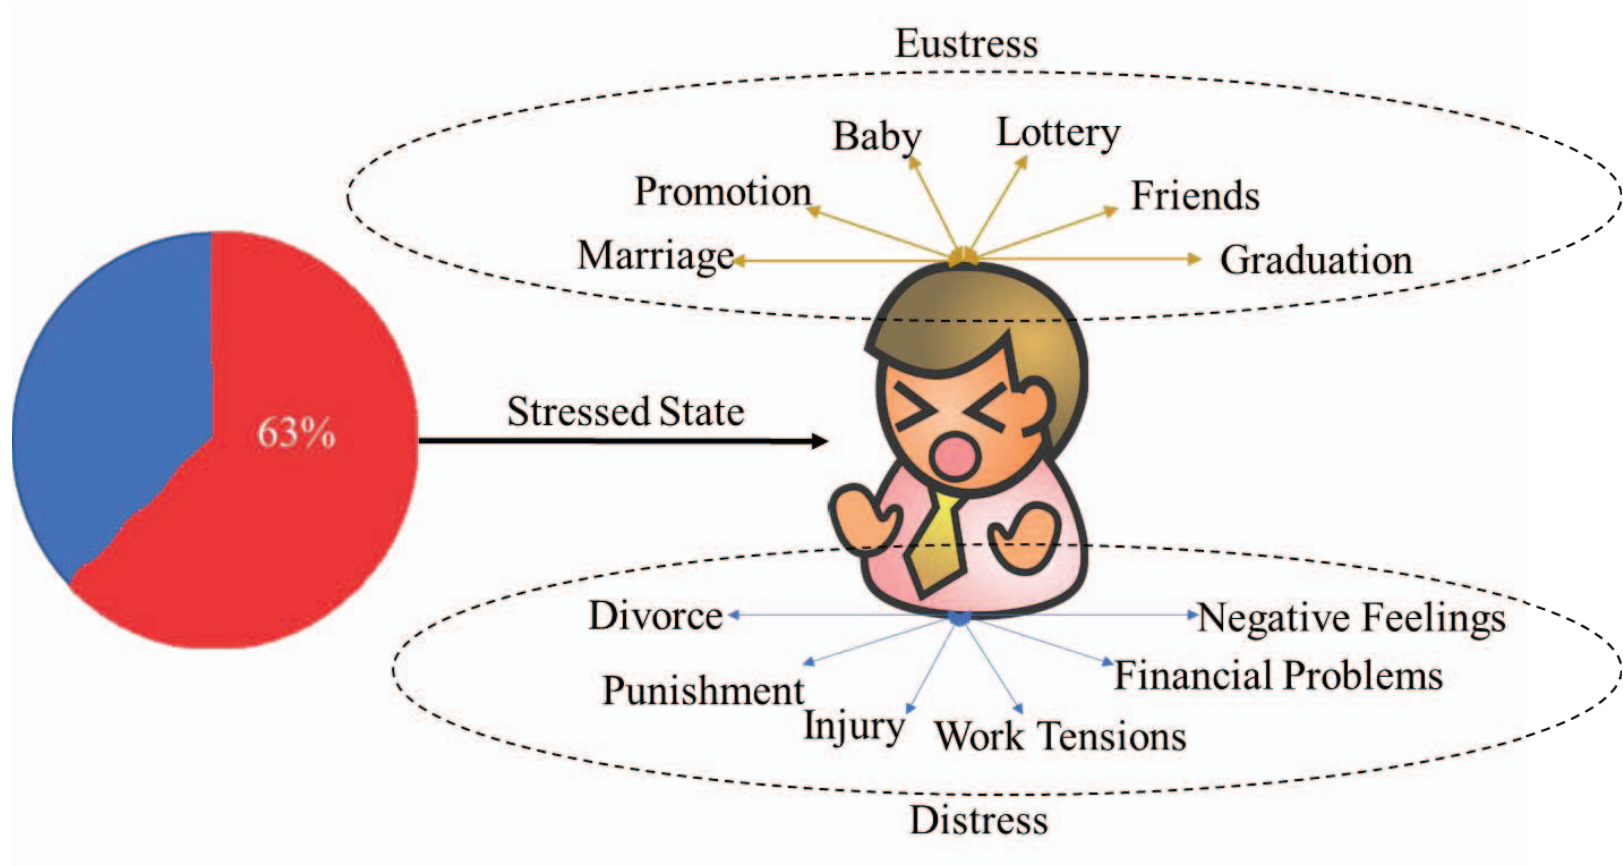 Eustress
Baby
Lottery
Promotion
Friends
Marriage
Graduation
63%
Stressed State
Divorce
Negative Feelings
Punishment
Financial Problems
Injury
Work Tensions
Distress